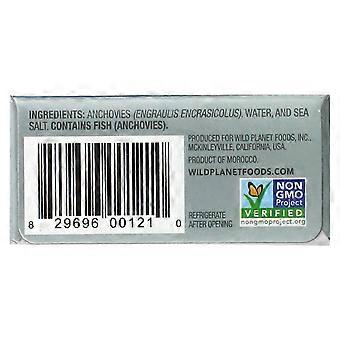 INGREDIENTS: ANCHOVIES (ENGRAULIS ENCRASICOLUS), WATER, AND SEA
SALT. CONTAINS FISH (ANCHOVIES).
PRODUCED FOR WILD PLANET FOODS, INC.,
MCKINLEYVILLE, CALIFORNIA, USA.
PRODUCT OF MOROCCO.
WILDPLANETFOODS.COM
NON
GMO
Project
VERIFIED
nongmoproject.org
REFRIGERATE
AFTER OPENING
8 29696 00121 0